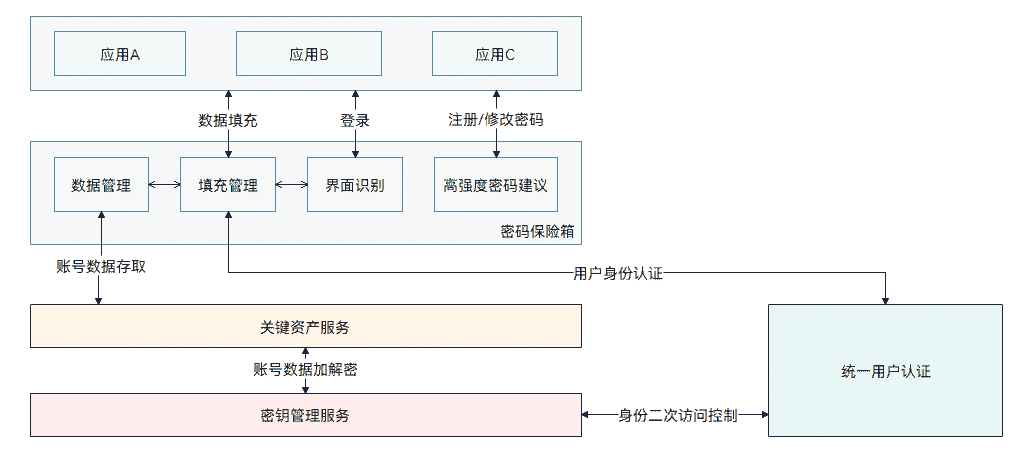 应用A
应用B
应用C
数据填充
登录
注册/修改密码
数据管理
填充管理
界面识别
高强度密码建议
密码保险箱
账号数据存取
用户身份认证
关键资产服务
账号数据加解密
统一用户认证
密钥管理服务
身份二次访问控制